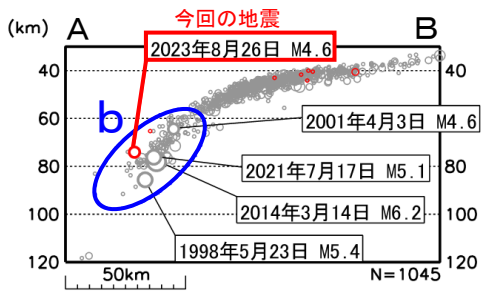 今回の地震
(km)
A
B
2023年8月26日 M4.6
40
b
60
2001年4月3日 M4.6
80
2021年7月17日 M5.1
100
2014年3月14日 M6.2
1998年5月23日 M5.4
120
50km
N=1045